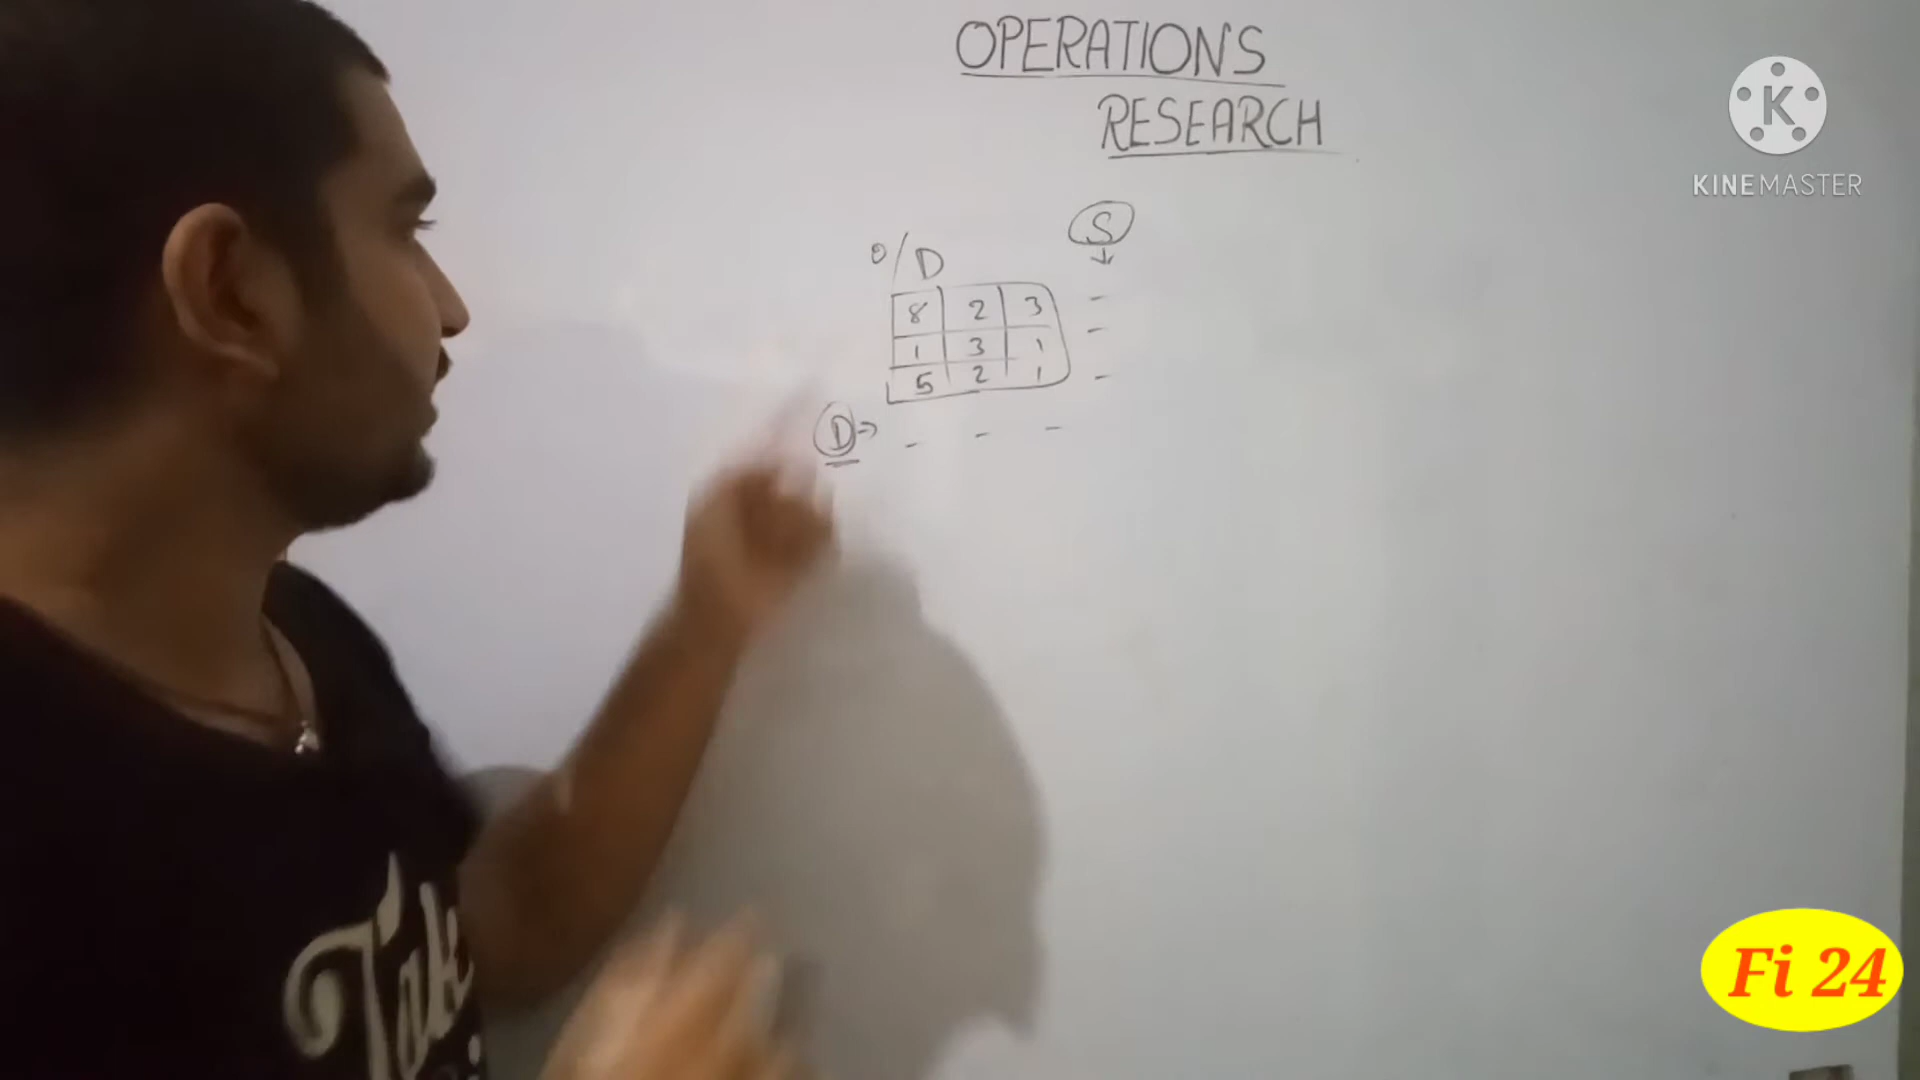 OPERATIONS
RESEARCH
KINEMASTER
S
O/D
8 2 3
1 3 1
5 2 1
D→ - - -
Fi 24